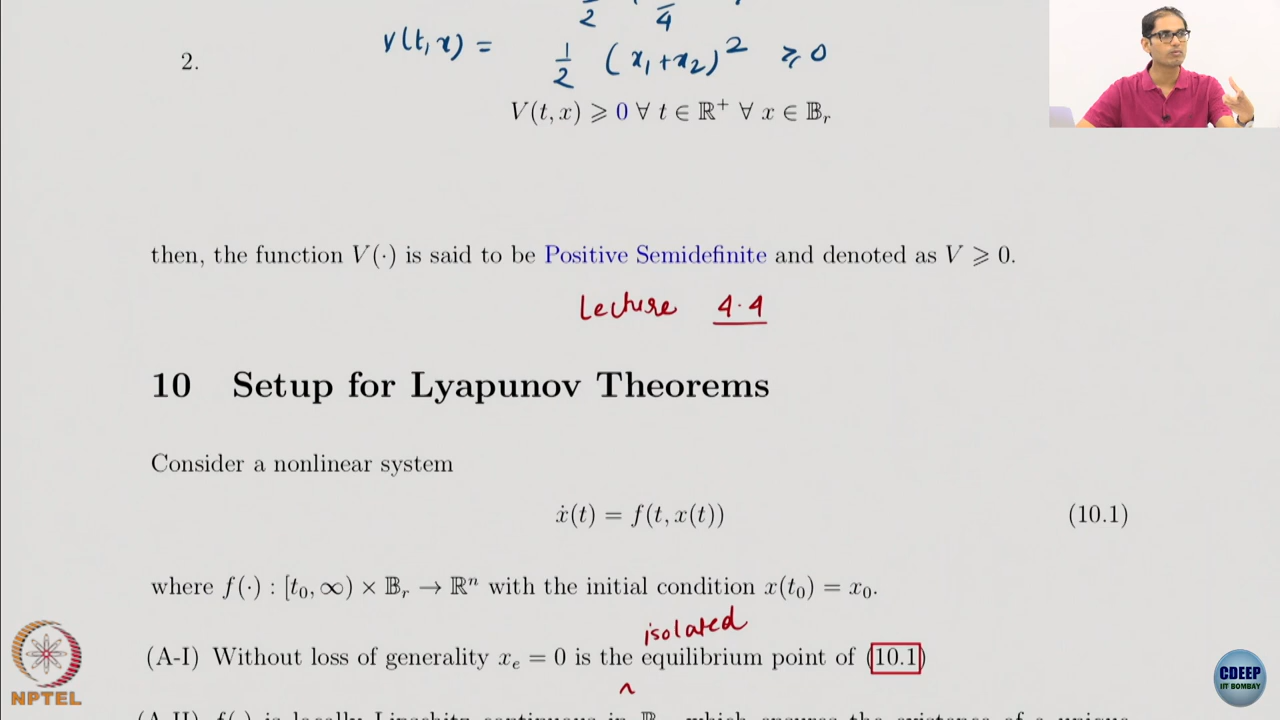 2.
V(t,x) = 1/2 (x₁+x₂)² ≥ 0
V(t, x) ⩾ 0 ∀ t ∈ ℝ⁺ ∀ x ∈ 𝔹ᵣ
then, the function V(·) is said to be Positive Semidefinite and denoted as V ⩾ 0.
Lecture 4.4
10 Setup for Lyapunov Theorems
Consider a nonlinear system
ẋ(t) = f(t, x(t)) (10.1)
where f(·) : [t₀, ∞) × 𝔹ᵣ → ℝⁿ with the initial condition x(t₀) = x₀.
isolated
(A-I) Without loss of generality xₑ = 0 is the equilibrium point of (10.1)
NPTEL
CDEEP
IIT BOMBAY